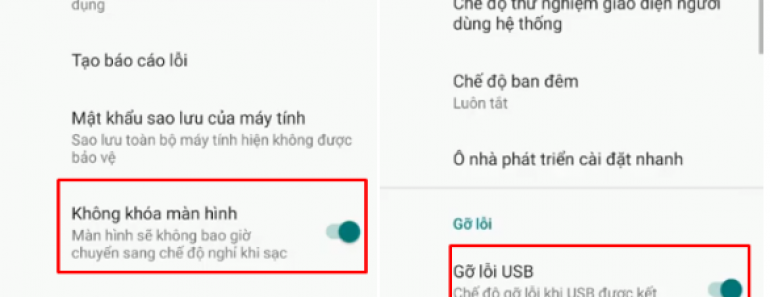 dụng
Tạo báo cáo lỗi
Mật khẩu sao lưu của máy tính
Sao lưu toàn bộ máy tính hiện không được
bảo vệ
Không khóa màn hình
Màn hình sẽ không bao giờ
chuyển sang chế độ nghỉ khi sạc
Chế độ thử nghiệm giao diện người
dùng hệ thống
Chế độ ban đêm
Luôn tắt
Ô nhà phát triển cài đặt nhanh
Gỡ lỗi
Gỡ lỗi USB
Chế độ gỡ lỗi khi USB được kết